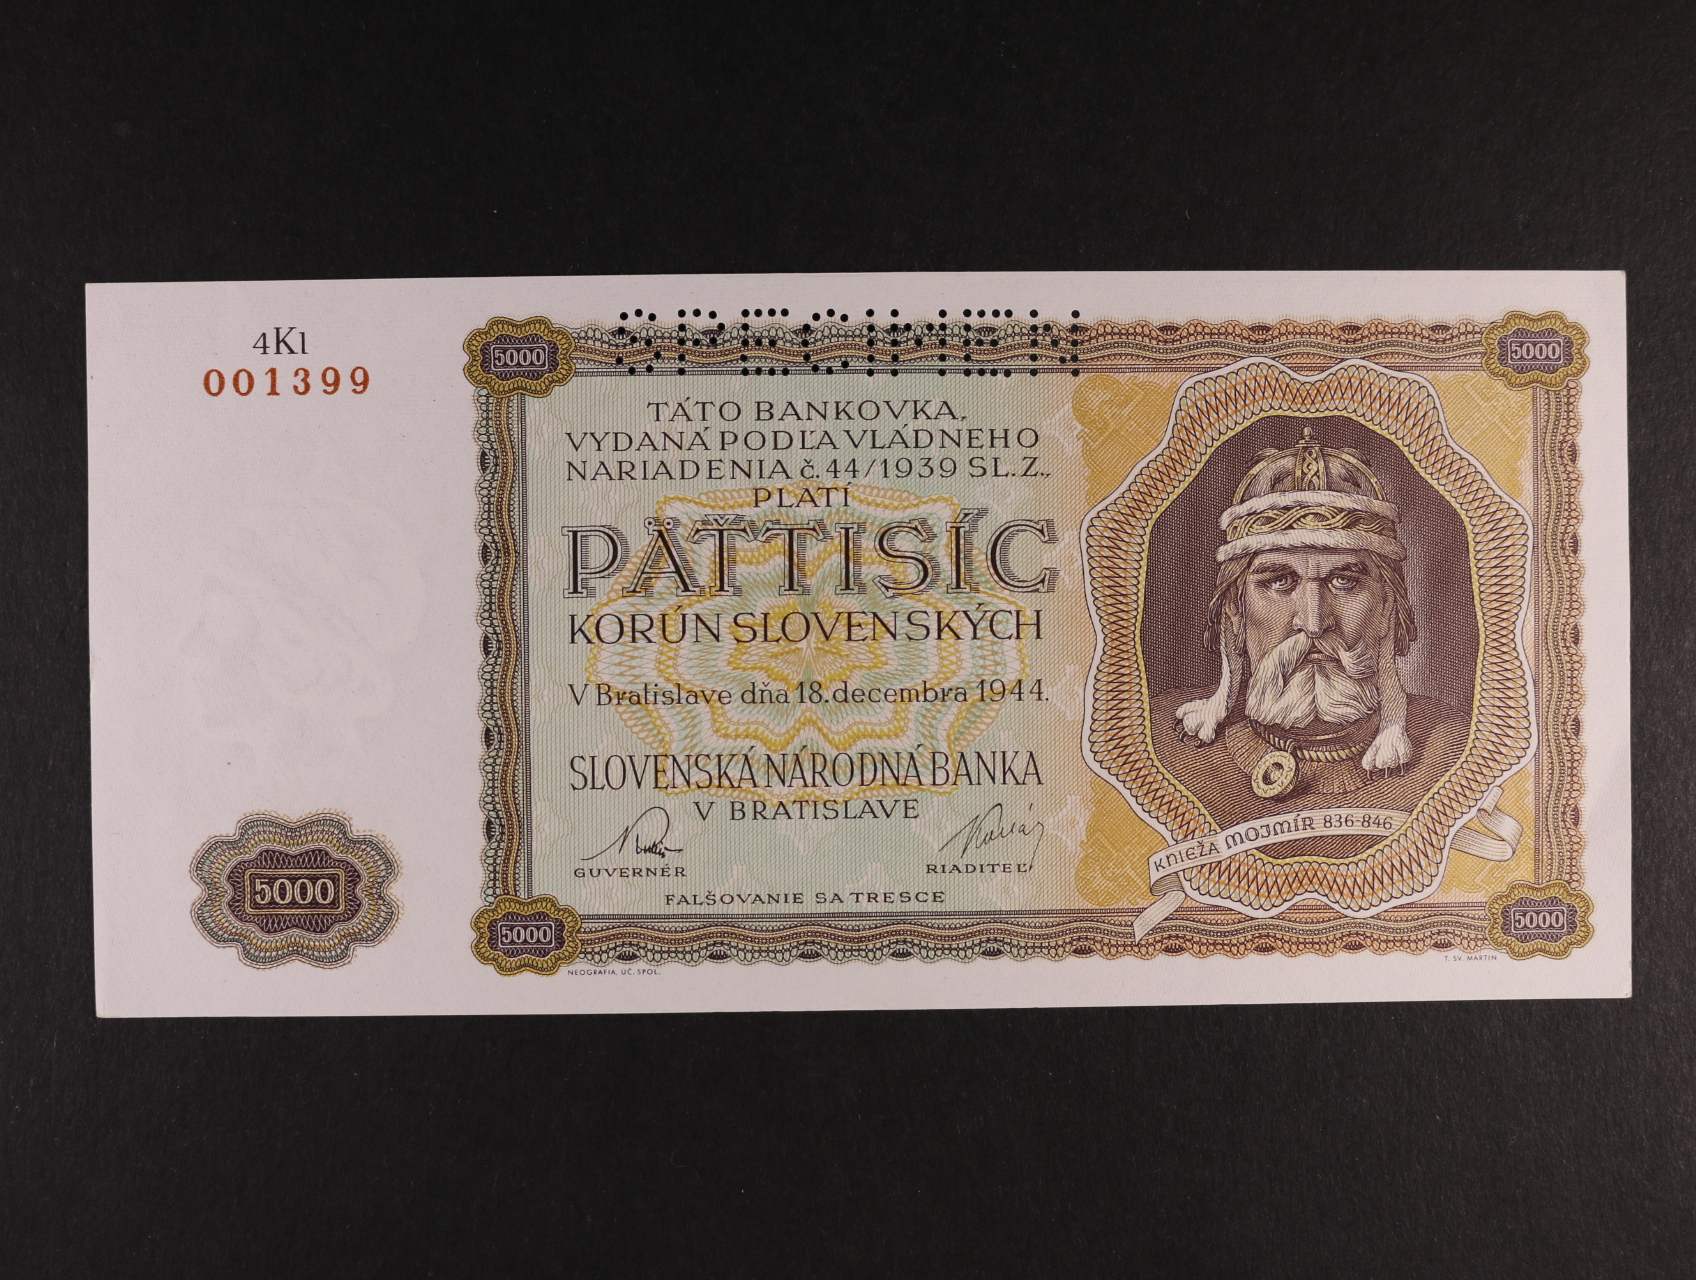 SPECIMEN
4Kl
001399
5000
5000
TÁTO BANKOVKA,
VYDANÁ PODĽA VLÁDNEHO
NARIADENIA č. 44/1939 SL. Z.,
PLATÍ
PÄŤTISÍC
KORÚN SLOVENSKÝCH
V Bratislave dňa 18. decembra 1944.
SLOVENSKÁ NÁRODNÁ BANKA
V BRATISLAVE
GUVERNÉR
RIADITEĽ
FALŠOVANIE SA TRESCE
KNIEŽA MOJMÍR 836-846
5000
5000
5000
NEOGRAFIA, ÚČ. SPOL.
T. SV. MARTIN